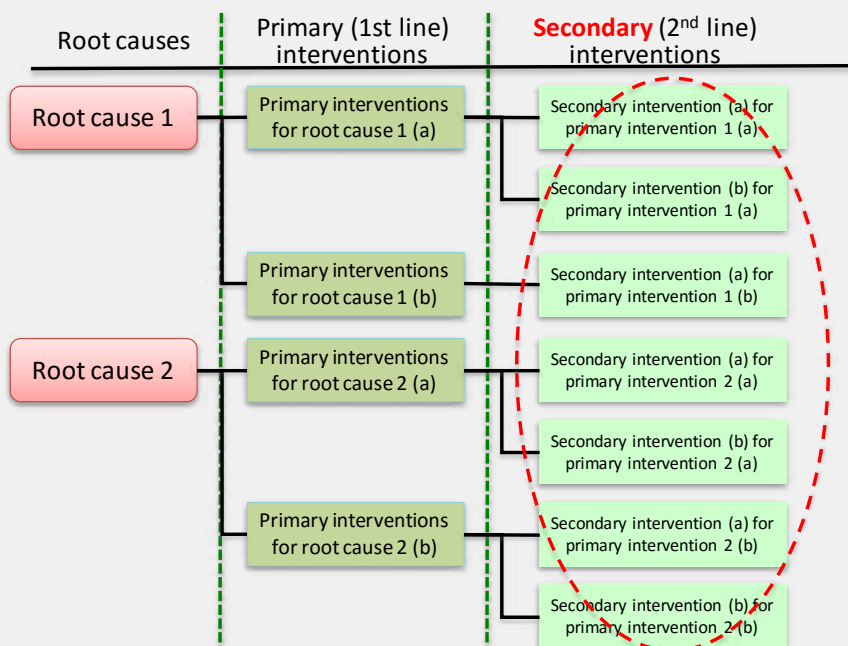 Root causes
Primary (1st line)
interventions
Secondary (2nd line)
interventions
Root cause 1
Primary interventions
for root cause 1 (a)
Secondary intervention (a) for
primary intervention 1 (a)
Secondary intervention (b) for
primary intervention 1 (a)
Primary interventions
for root cause 1 (b)
Secondary intervention (a) for
primary intervention 1 (b)
Root cause 2
Primary interventions
for root cause 2 (a)
Secondary intervention (a) for
primary intervention 2 (a)
Secondary intervention (b) for
primary intervention 2 (a)
Primary interventions
for root cause 2 (b)
Secondary intervention (a) for
primary intervention 2 (b)
Secondary intervention (b) for
primary intervention 2 (b)